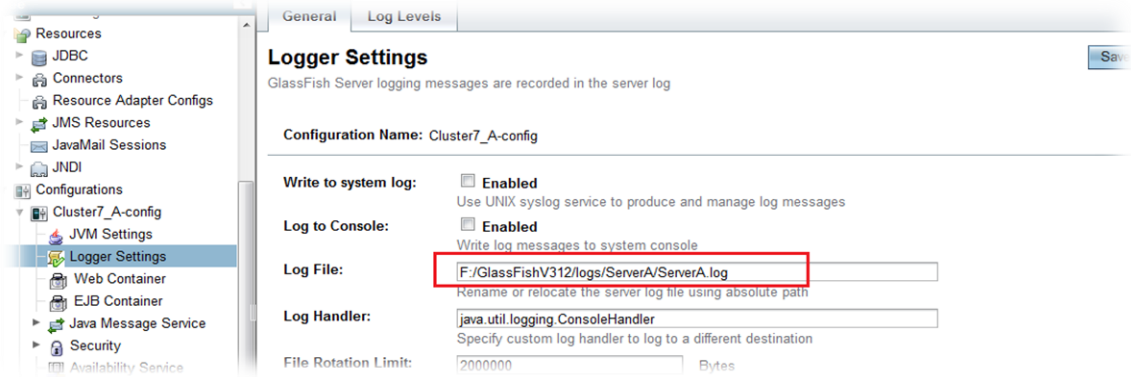 Resources
JDBC
Connectors
Resource Adapter Configs
JMS Resources
JavaMail Sessions
JNDI
Configurations
Cluster7_A-config
JVM Settings
Logger Settings
Web Container
EJB Container
Java Message Service
Security
Availability Service
General Log Levels
Logger Settings
Save
GlassFish Server logging messages are recorded in the server log
Configuration Name: Cluster7_A-config
Write to system log: Enabled
Use UNIX syslog service to produce and manage log messages
Log to Console: Enabled
Write log messages to system console
Log File: F:/GlassFishV312/logs/ServerA/ServerA.log
Rename or relocate the server log file using absolute path
Log Handler: java.util.logging.ConsoleHandler
Specify custom log handler to log to a different destination
File Rotation Limit: 2000000 Bytes